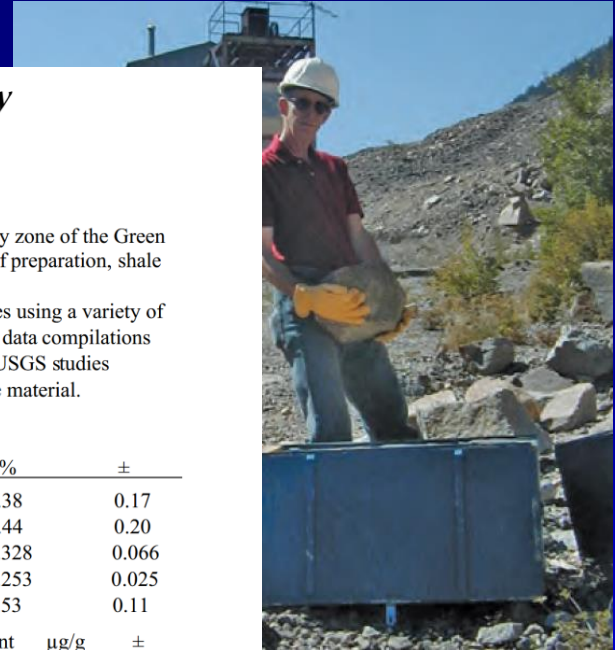 y
y zone of the Green
f preparation, shale
es using a variety of
data compilations
USGS studies
e material.
% ±
.38 0.17
.44 0.20
.328 0.066
.253 0.025
.53 0.11
nt µg/g ±